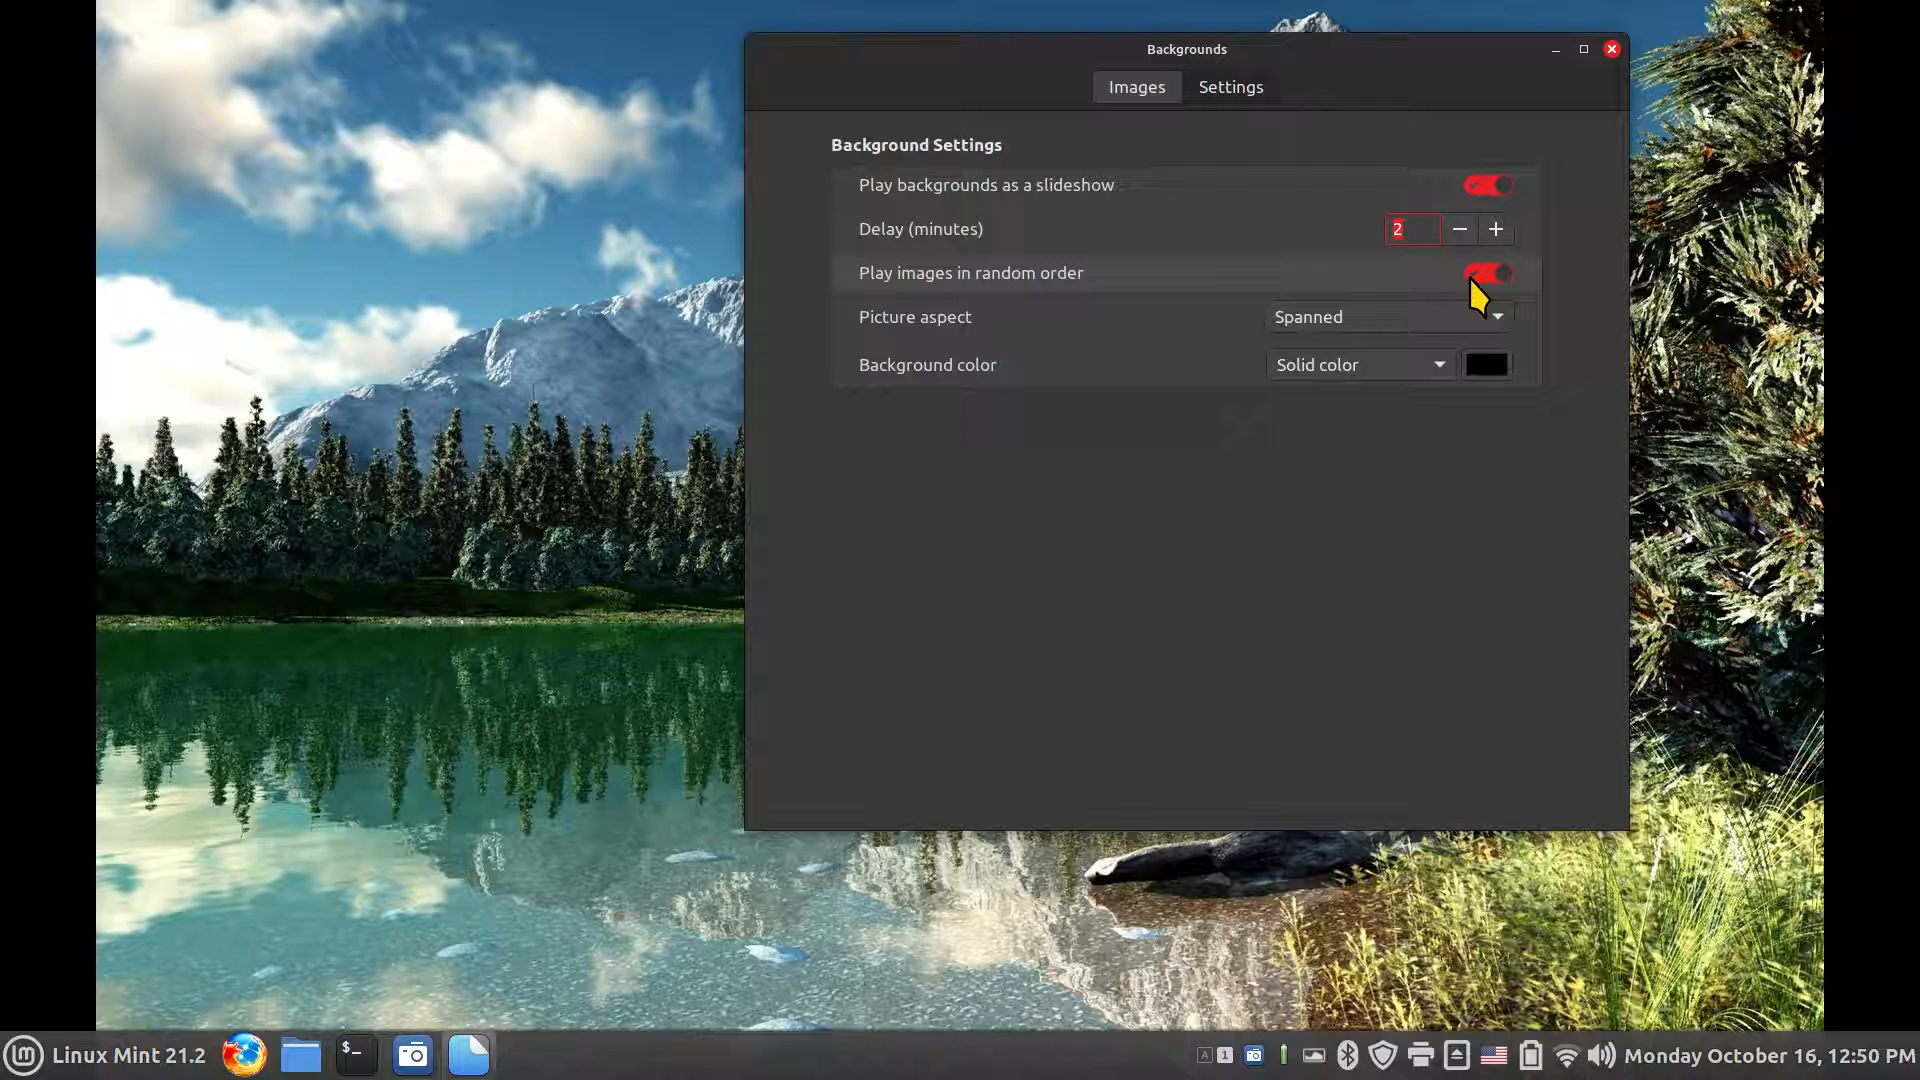 Backgrounds
Images Settings
Background Settings
Play backgrounds as a slideshow
Delay (minutes) 2
Play images in random order
Picture aspect Spanned
Background color Solid color
Linux Mint 21.2 $_ A 1 Monday October 16, 12:50 PM